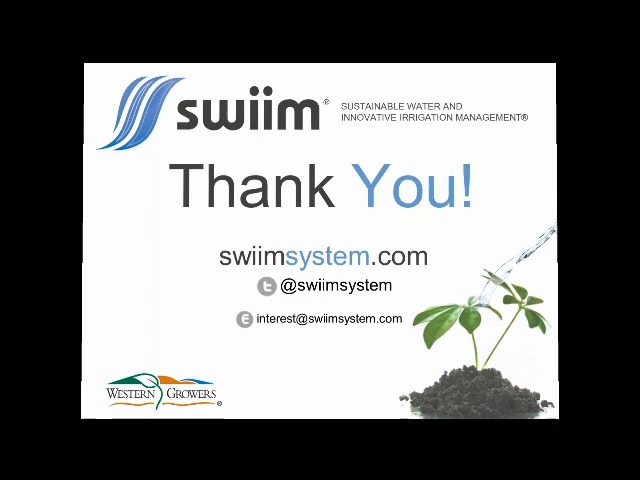 swiim®
SUSTAINABLE WATER AND
INNOVATIVE IRRIGATION MANAGEMENT®
Thank You!
swiimsystem.com
t @swiimsystem
E interest@swiimsystem.com
WESTERN GROWERS®